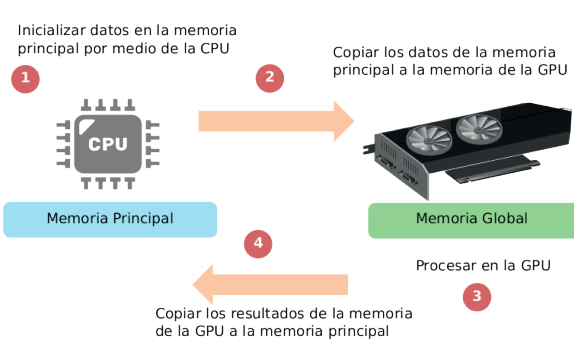 Inicializar datos en la memoria
principal por medio de la CPU
1
2
Copiar los datos de la memoria
principal a la memoria de la GPU
CPU
Memoria Principal
Memoria Global
4
Procesar en la GPU
3
Copiar los resultados de la memoria
de la GPU a la memoria principal